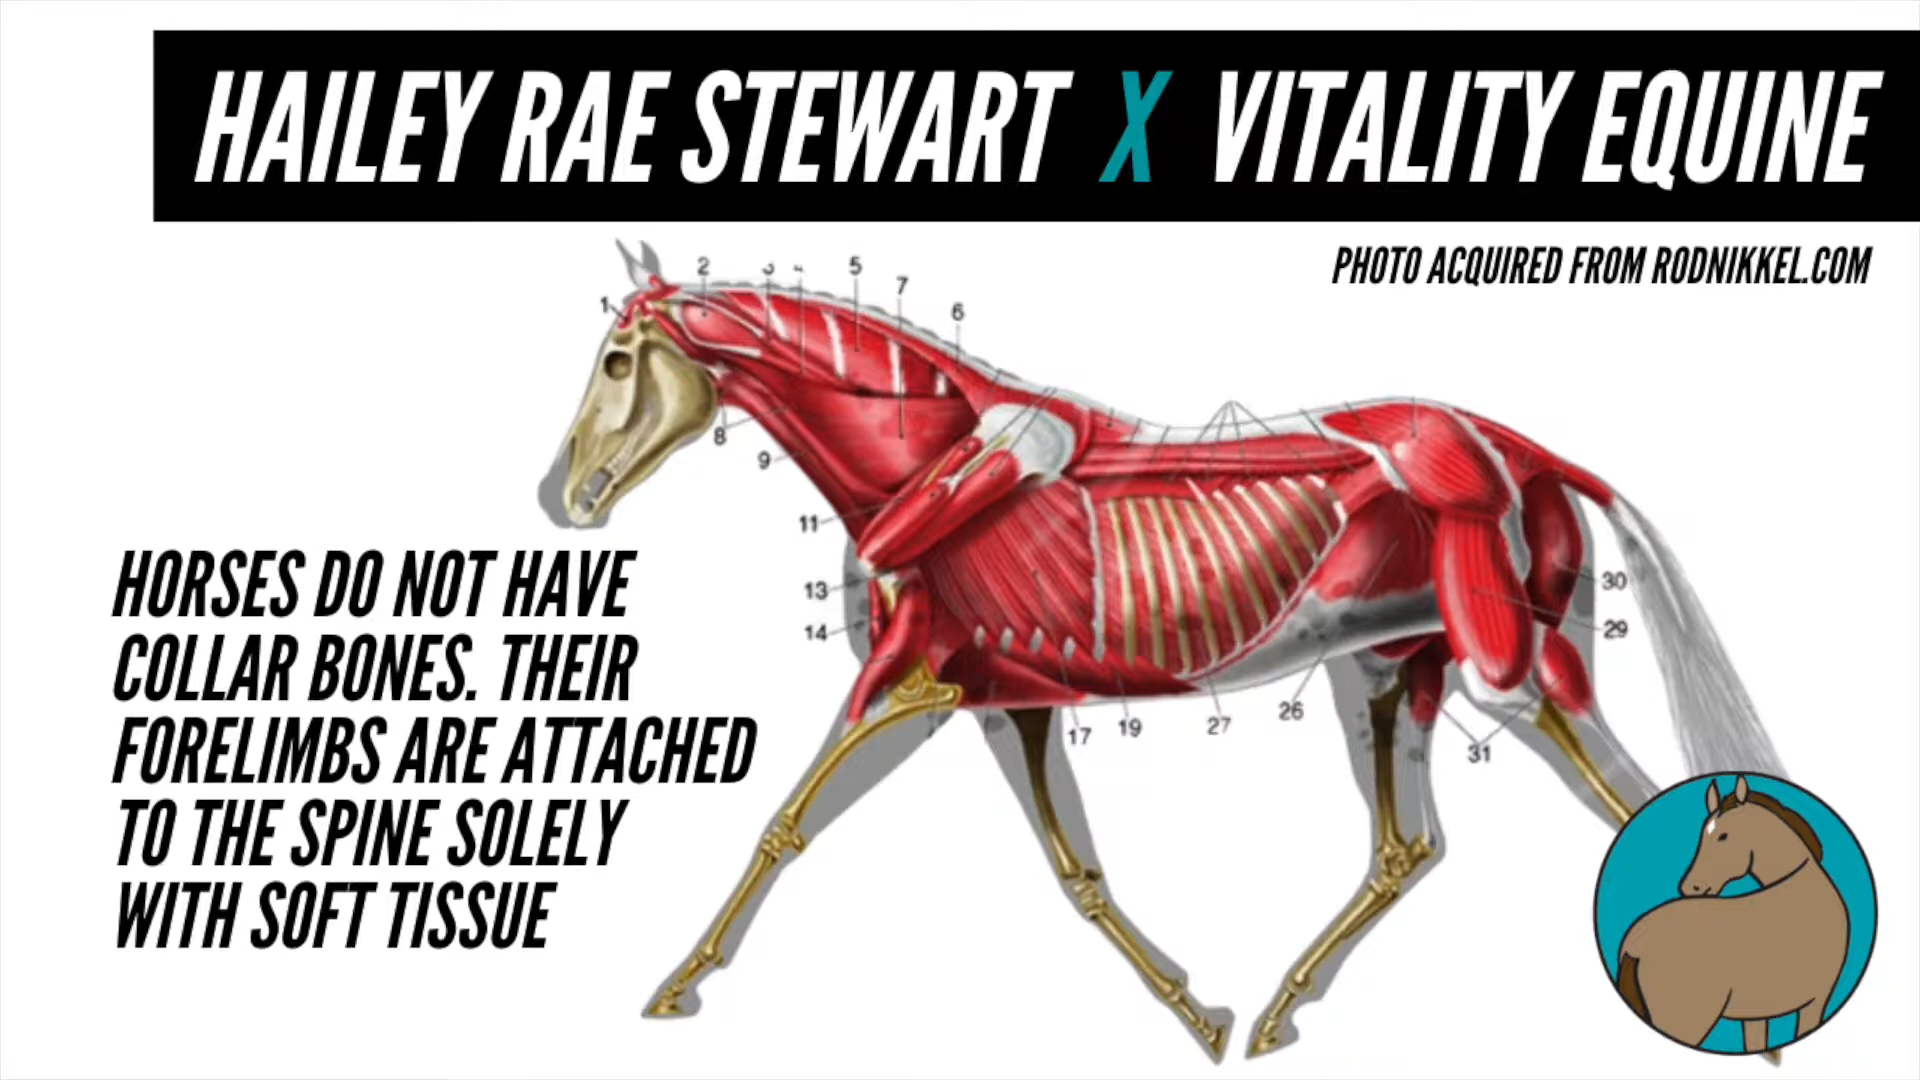 HAILEY RAE STEWART X VITALITY EQUINE
PHOTO ACQUIRED FROM RODNIKKEL.COM
1
2
5
7
6
8
9
11
13
14
17
19
27
26
31
29
30
HORSES DO NOT HAVE
COLLAR BONES. THEIR
FORELIMBS ARE ATTACHED
TO THE SPINE SOLELY
WITH SOFT TISSUE